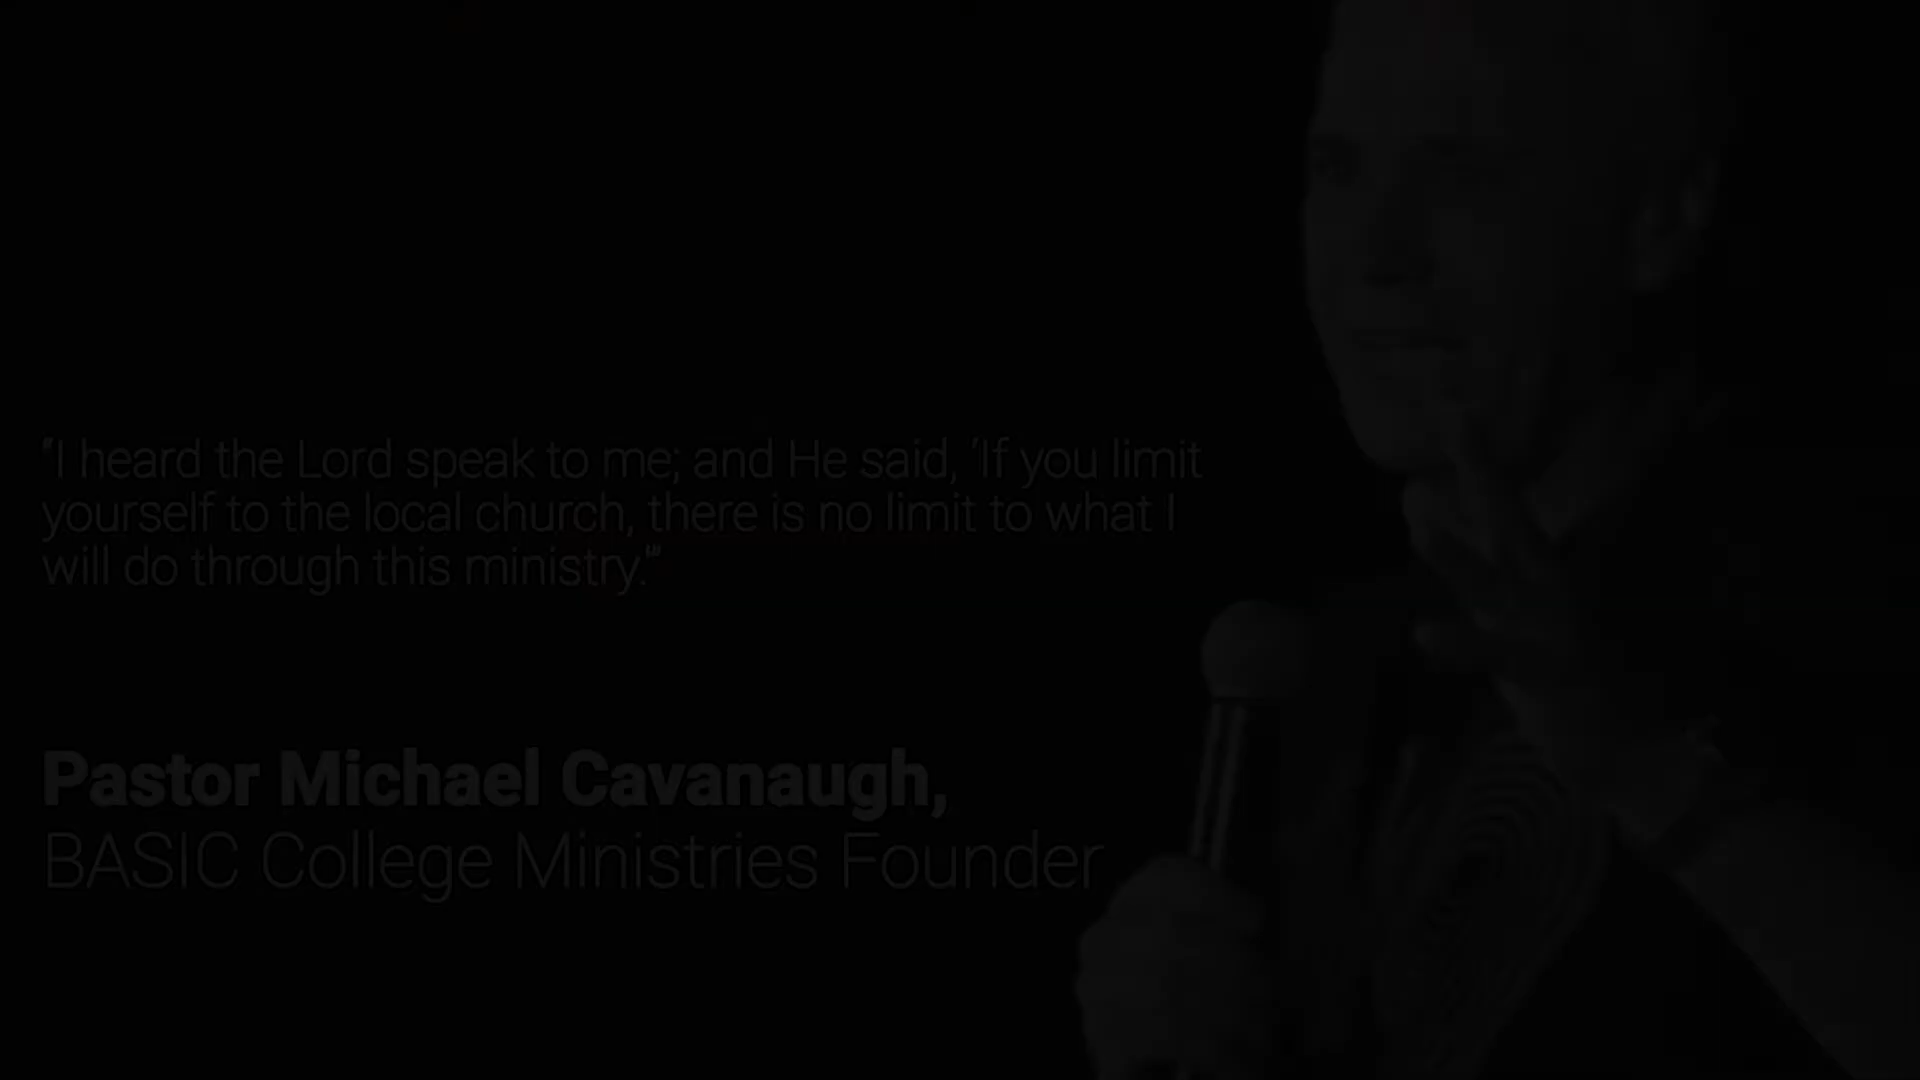 "I heard the Lord speak to me; and He said, 'If you limit
yourself to the local church, there is no limit to what I
will do through this ministry.'"
Pastor Michael Cavanaugh,
BASIC College Ministries Founder